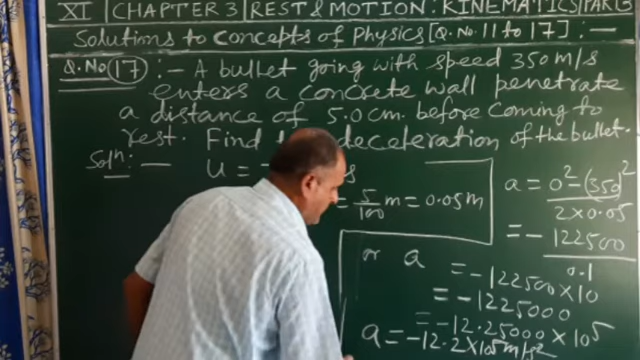 XI | CHAPTER 3 | REST & MOTION : KINEMATICS | PART 3
Solutions to Concepts of Physics [Q. No. 11 to 17] : —
Q. No (17) : — A bullet going with speed 350 m/s
enters a concrete wall penetrate
a distance of 5.0 cm. before coming to
rest. Find deceleration of the bullet.
Solⁿ: — u = s
= 5/100 m = 0.05 m
a = 0² - (350)²
2 × 0.05
= - 122500
0.1
or a = - 122500 × 10
= - 1225000
= - 12.25000 × 10⁵
a = - 12.2 × 10⁵ m/s²